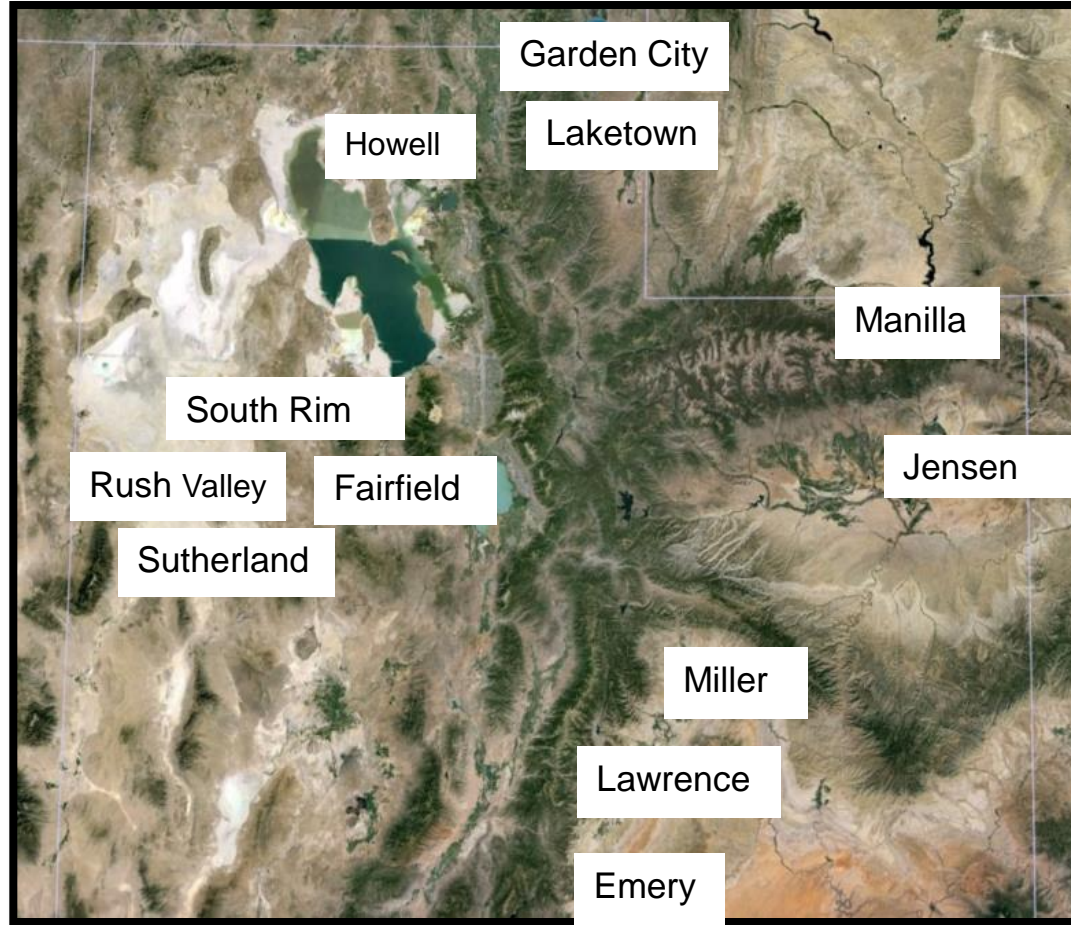 Garden City
Laketown
Howell
Manilla
South Rim
Jensen
Rush Valley
Fairfield
Sutherland
Miller
Lawrence
Emery